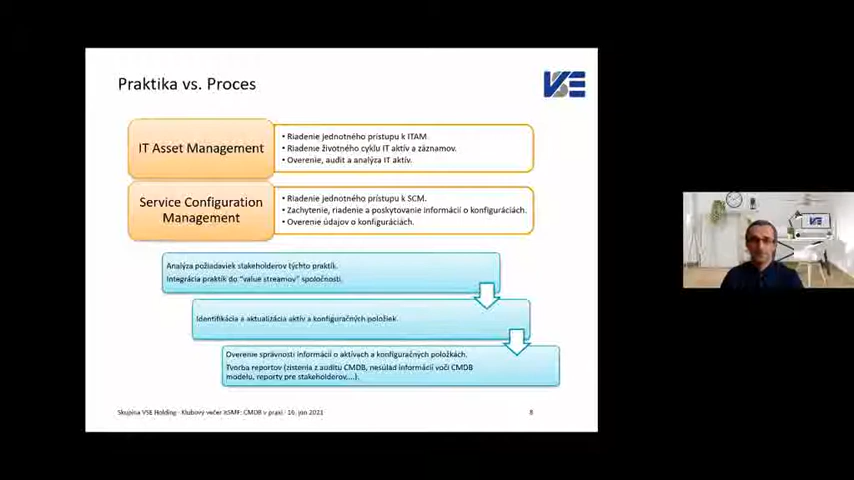 Praktika vs. Proces
VSE
IT Asset Management
• Riadenie jednotného prístupu k ITAM
• Riadenie životného cyklu IT aktív a záznamov.
• Overenie, audit a analýza IT aktív.
Service Configuration
Management
• Riadenie jednotného prístupu k SCM.
• Zachytenie, riadenie a poskytovanie informácií o konfiguráciách.
• Overenie údajov o konfiguráciách.
Analýza požiadaviek stakeholderov týchto praktík.
Integrácia praktík do "value streamov" spoločnosti.
Identifikácia a aktualizácia aktív a konfiguračných položiek.
Overenie správnosti informácií o aktívach a konfiguračných položkách.
Tvorba reportov (zistenia z auditu CMDB, nesúlad informácií voči CMDB
modelu, reporty pre stakeholderov,...).
Skupina VSE Holding - Klubový večer itSMF: CMDB v praxi - 16. jún 2021
8
VSE